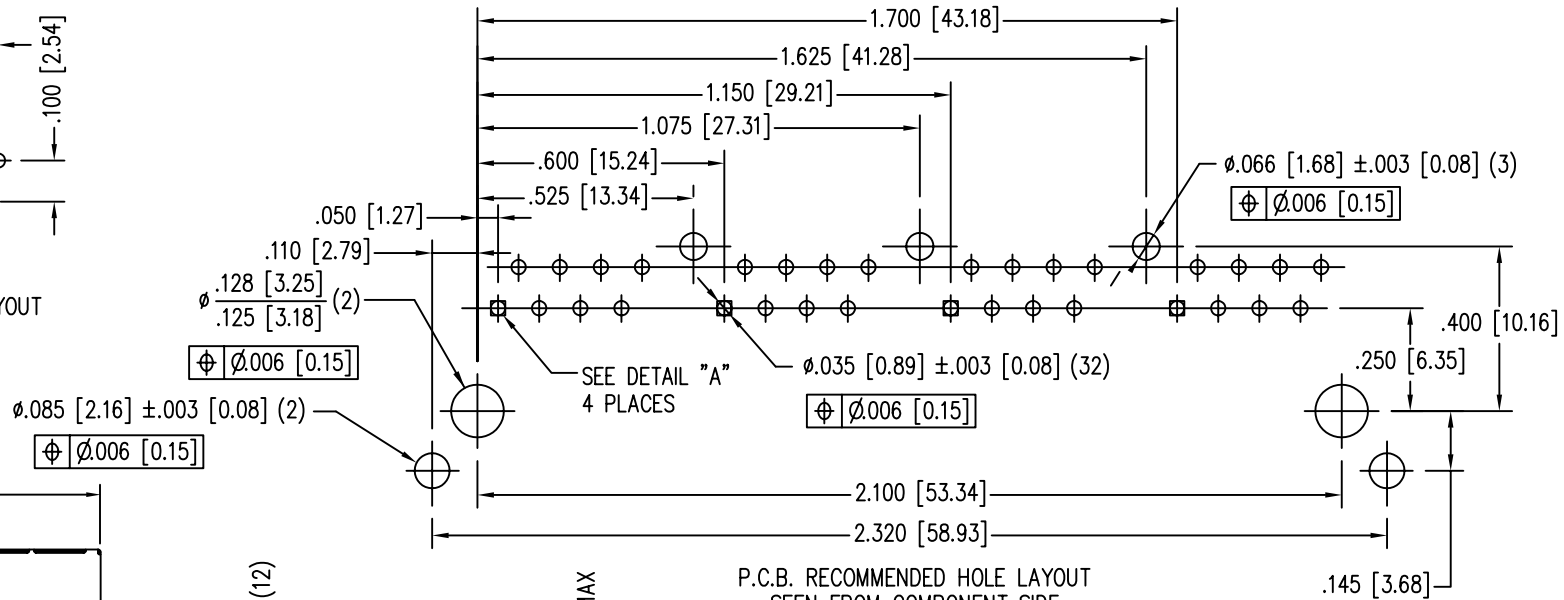 1.700 [43.18]
.100 [2.54]
1.625 [41.28]
1.150 [29.21]
1.075 [27.31]
.600 [15.24]
⌀.066 [1.68] ±.003 [0.08] (3)
.525 [13.34]
⌖ ⌀.006 [0.15]
.050 [1.27]
.110 [2.79]
⌀ .128 [3.25]
.125 [3.18] (2)
YOUT
.400 [10.16]
⌖ ⌀.006 [0.15]
.250 [6.35]
SEE DETAIL "A"
4 PLACES
⌀.035 [0.89] ±.003 [0.08] (32)
⌖ ⌀.006 [0.15]
⌀.085 [2.16] ±.003 [0.08] (2)
⌖ ⌀.006 [0.15]
2.100 [53.34]
2.320 [58.93]
(12)
P.C.B. RECOMMENDED HOLE LAYOUT
SEEN FROM COMPONENT SIDE
.145 [3.68]